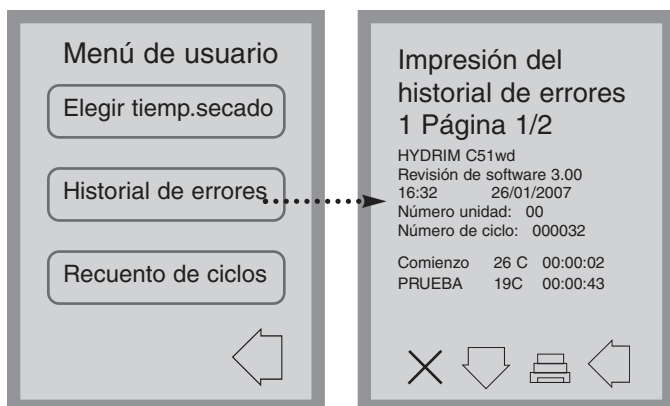 Menú de usuario
Elegir tiemp.secado
Historial de errores
Recuento de ciclos
Impresión del
historial de errores
1 Página 1/2
HYDRIM C51wd
Revisión de software 3.00
16:32 26/01/2007
Número unidad: 00
Número de ciclo: 000032
Comienzo 26 C 00:00:02
PRUEBA 19C 00:00:43